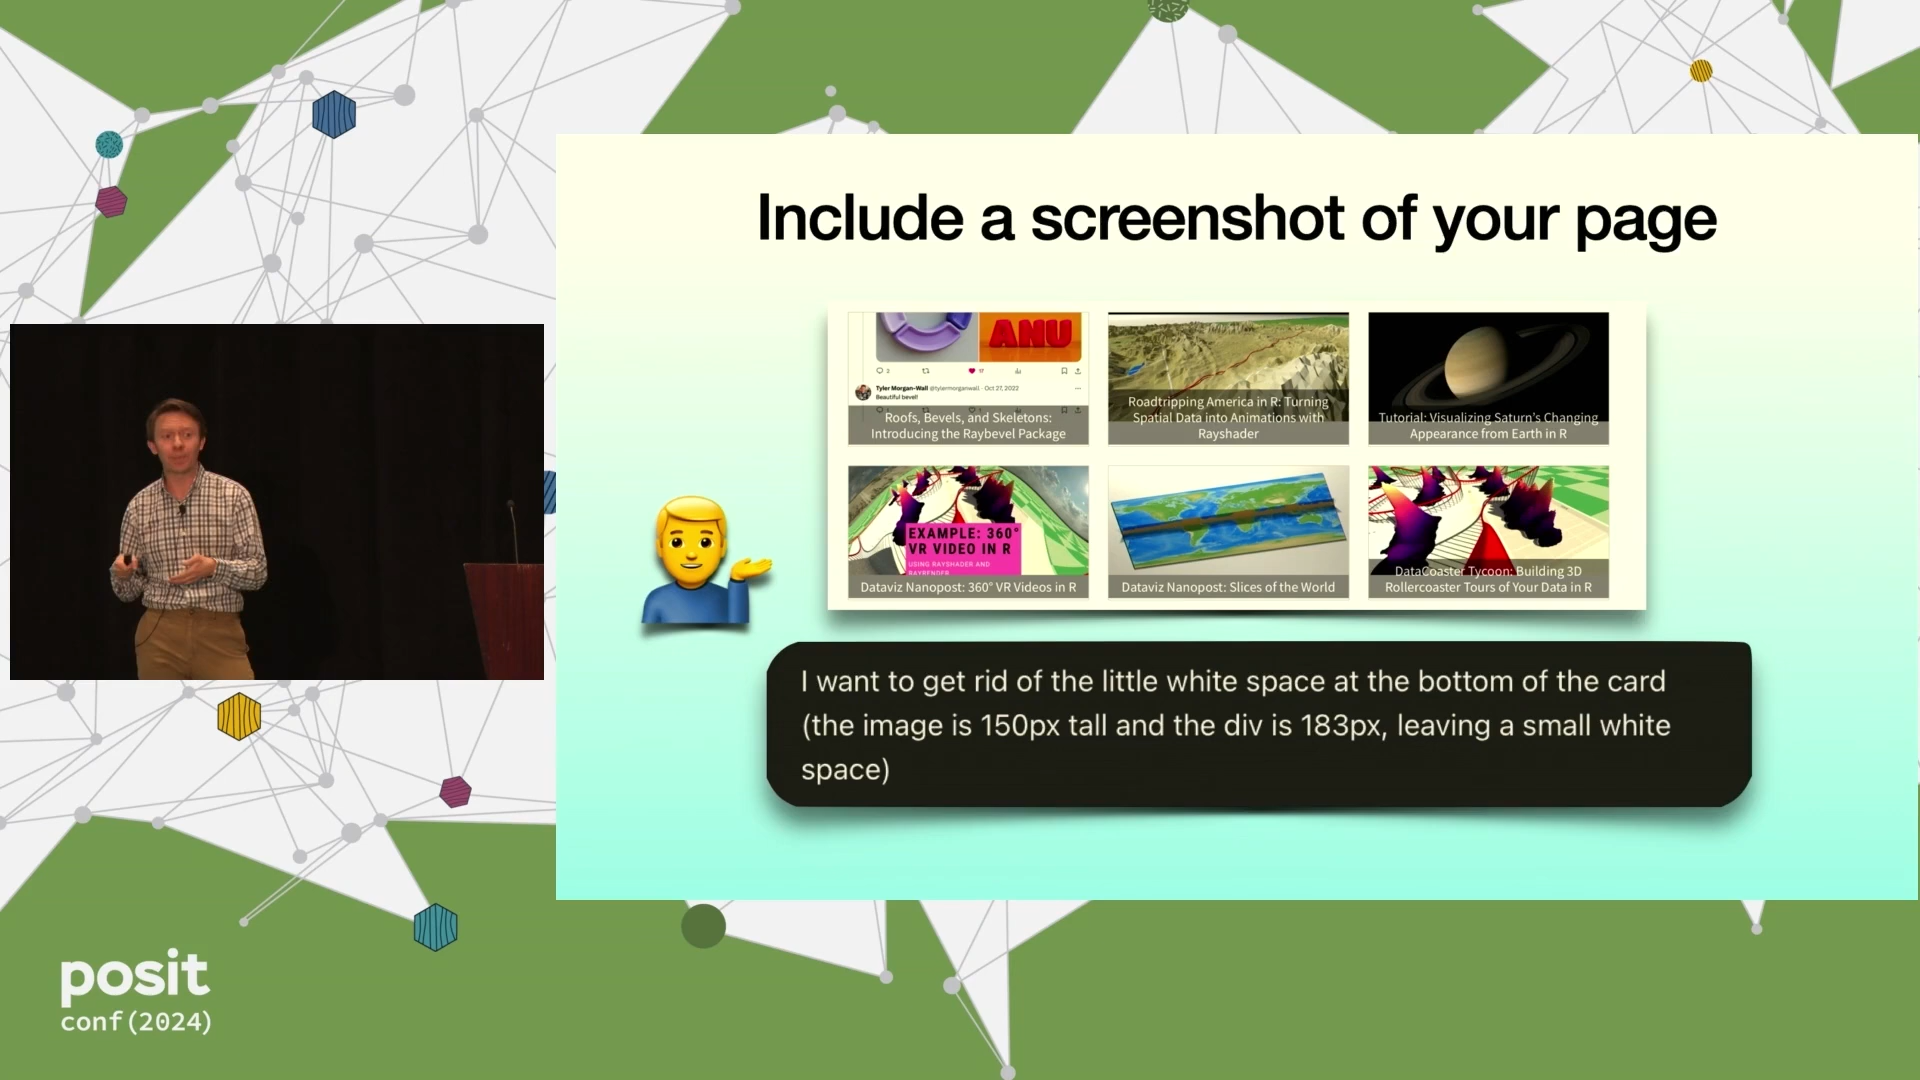 Include a screenshot of your page
ANU
2
17
Tyler Morgan-Wall @tylermorganwall · Oct 27, 2022
Beautiful bevel!
Roofs, Bevels, and Skeletons:
Introducing the Raybevel Package
Roadtripping America in R: Turning
Spatial Data into Animations with
Rayshader
Tutorial: Visualizing Saturn's Changing
Appearance from Earth in R
EXAMPLE: 360°
VR VIDEO IN R
USING RAYSHADER AND
RAYRENDER
Dataviz Nanopost: 360° VR Videos in R
Dataviz Nanopost: Slices of the World
DataCoaster Tycoon: Building 3D
Rollercoaster Tours of Your Data in R
I want to get rid of the little white space at the bottom of the card
(the image is 150px tall and the div is 183px, leaving a small white
space)
posit
conf(2024)